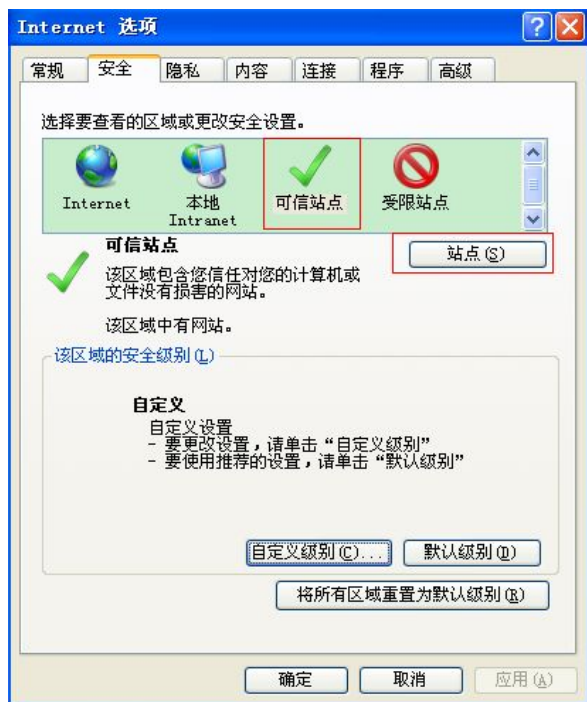 Internet 选项
常规 安全 隐私 内容 连接 程序 高级
选择要查看的区域或更改安全设置。
Internet 本地 Intranet 可信站点 受限站点
可信站点
站点(S)
该区域包含您信任对您的计算机或
文件没有损害的网站。
该区域中有网站。
该区域的安全级别(L)
自定义
自定义设置
- 要更改设置，请单击“自定义级别”
- 要使用推荐的设置，请单击“默认级别”
自定义级别(C)... 默认级别(D)
将所有区域重置为默认级别(R)
确定 取消 应用(A)